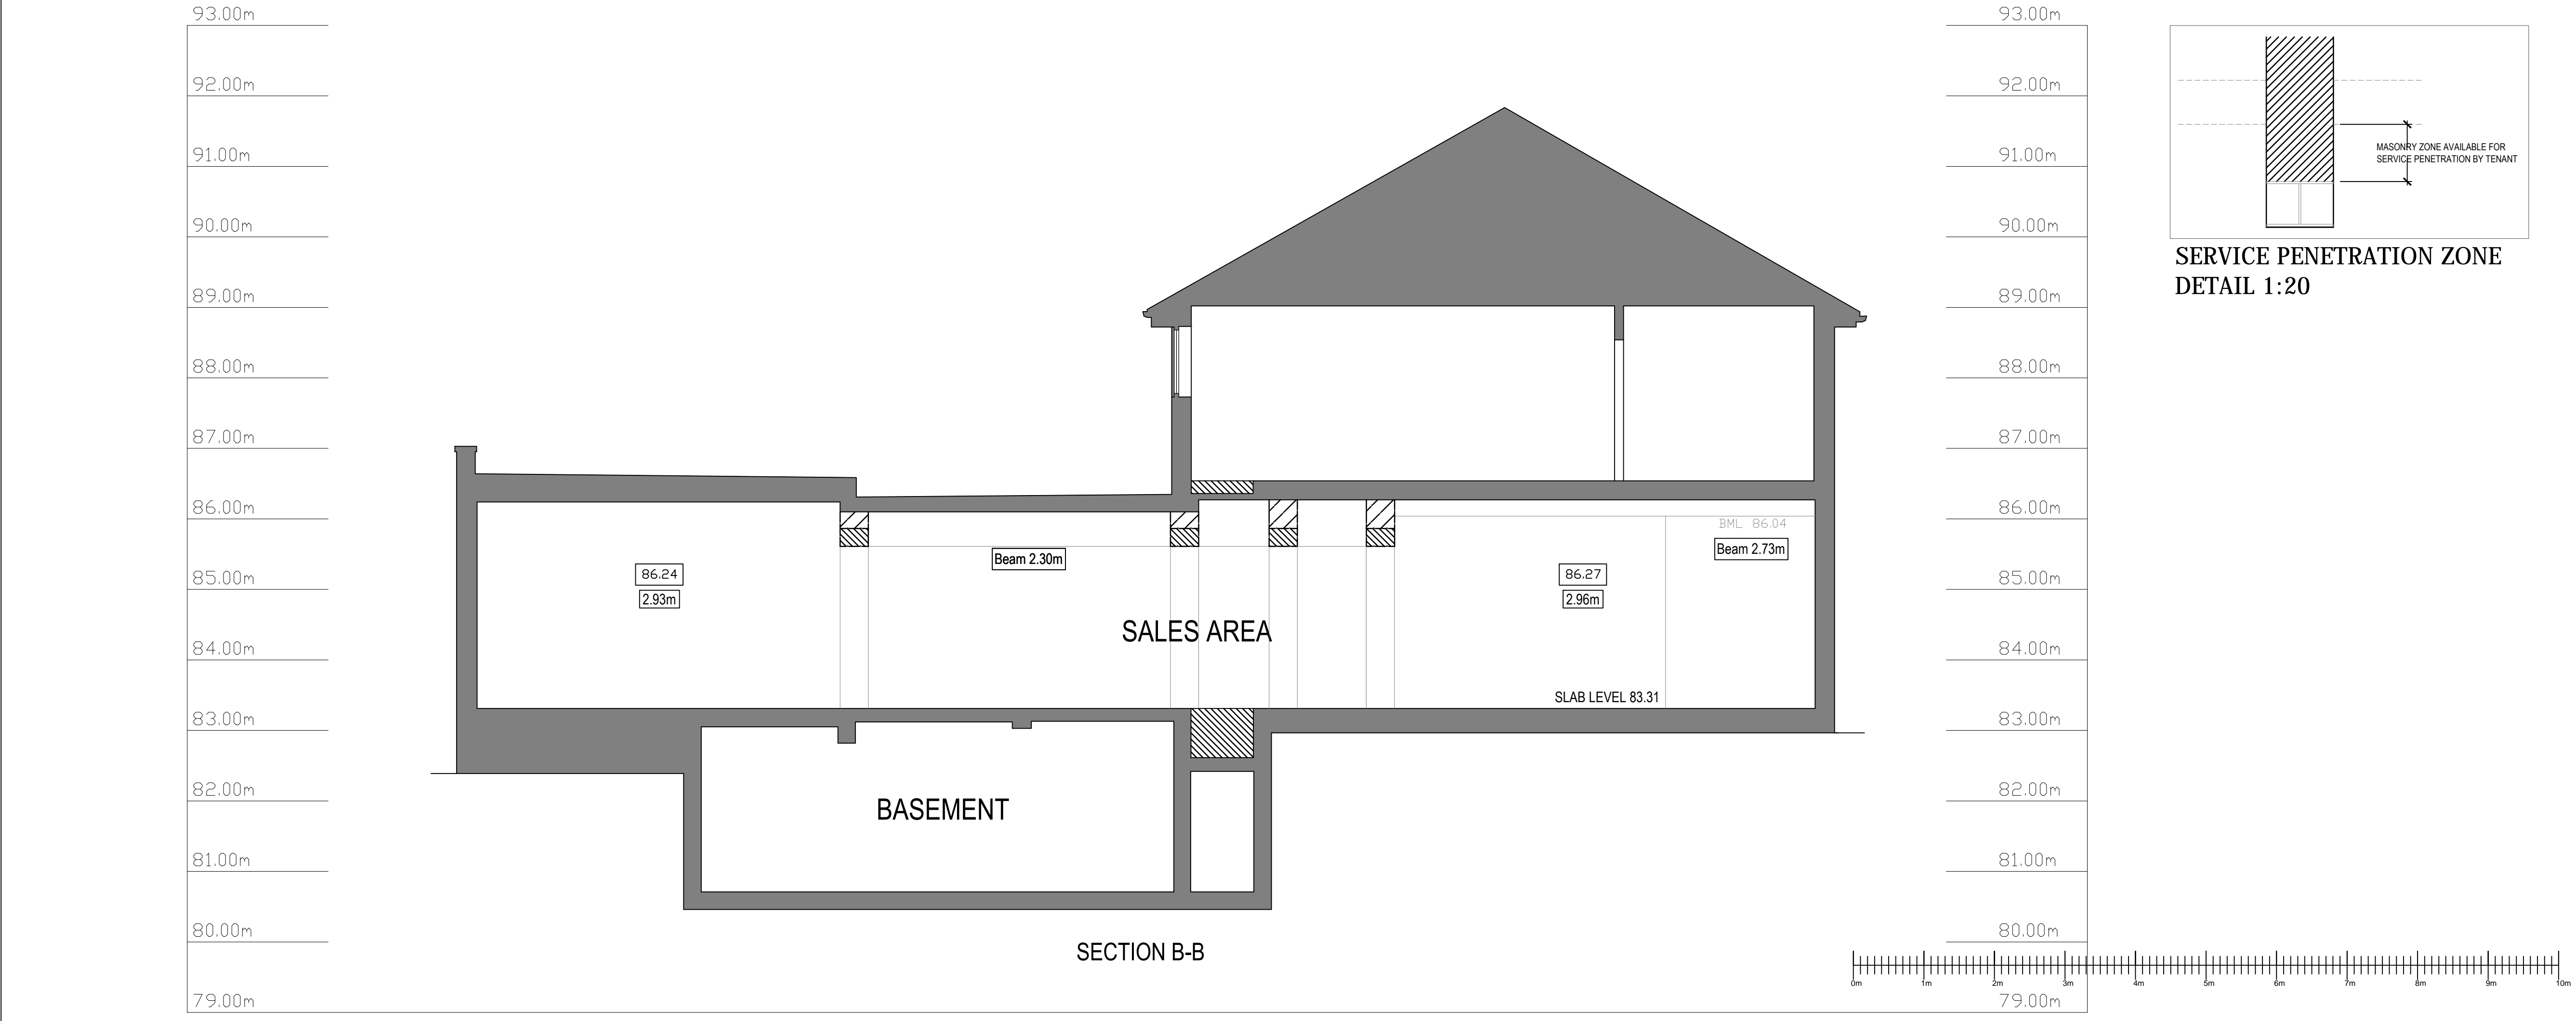 93.00m
92.00m
91.00m
90.00m
89.00m
88.00m
87.00m
86.00m
85.00m
84.00m
83.00m
82.00m
81.00m
80.00m
79.00m
86.24
2.93m
Beam 2.30m
SALES AREA
BASEMENT
86.27
2.96m
BML 86.04
Beam 2.73m
SLAB LEVEL 83.31
SECTION B-B
93.00m
92.00m
91.00m
90.00m
89.00m
88.00m
87.00m
86.00m
85.00m
84.00m
83.00m
82.00m
81.00m
80.00m
79.00m
MASONRY ZONE AVAILABLE FOR
SERVICE PENETRATION BY TENANT
SERVICE PENETRATION ZONE
DETAIL 1:20
0m 1m 2m 3m 4m 5m 6m 7m 8m 9m 10m